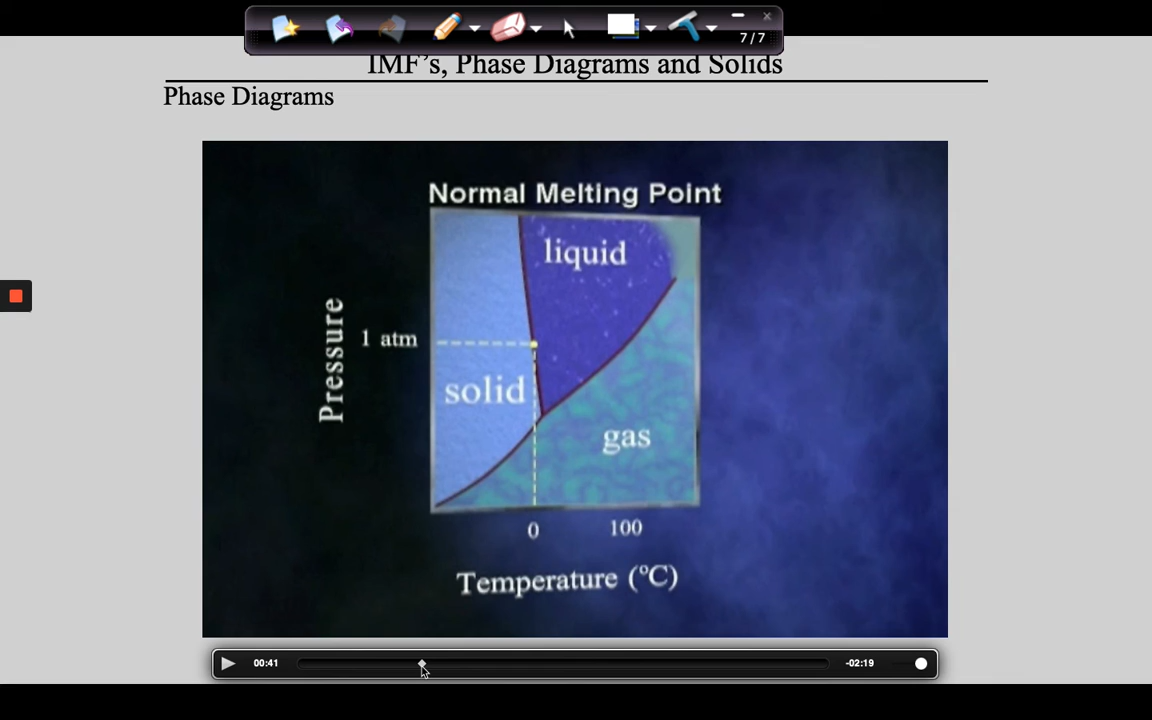 7/7
IMF's, Phase Diagrams and Solids
Phase Diagrams
Normal Melting Point
liquid
Pressure
1 atm
solid
gas
0 100
Temperature (°C)
00:41 -02:19